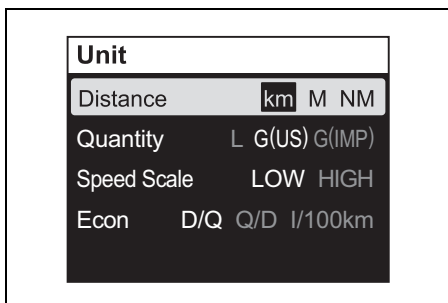 Unit
Distance km M NM
Quantity L G(US) G(IMP)
Speed Scale LOW HIGH
Econ D/Q Q/D l/100km